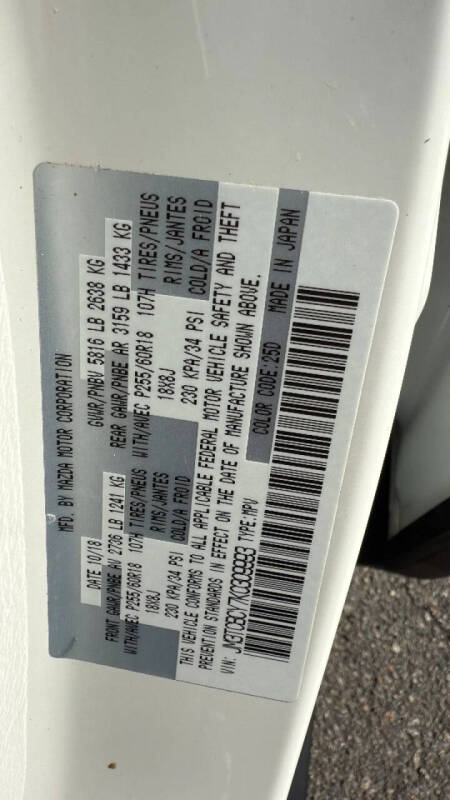 MFD. BY MAZDA MOTOR CORPORATION
DATE 10/18 GVWR/PNBV 5816 LB 2638 KG
FRONT GAWR/PNBE AV 2736 LB 1241 KG REAR GAWR/PNBE AR 3159 LB 1433 KG
WITH/AVEC P255/60R18 107H TIRES/PNEUS WITH/AVEC P255/60R18 107H TIRES/PNEUS
18X8J RIMS/JANTES 18X8J RIMS/JANTES
230 KPA/34 PSI COLD/A FROID 230 KPA/34 PSI COLD/A FROID
THIS VEHICLE CONFORMS TO ALL APPLICABLE FEDERAL MOTOR VEHICLE SAFETY AND THEFT
PREVENTION STANDARDS IN EFFECT ON THE DATE OF MANUFACTURE SHOWN ABOVE.
VIN: TYPE:MPV COLOR CODE:25D MADE IN JAPAN